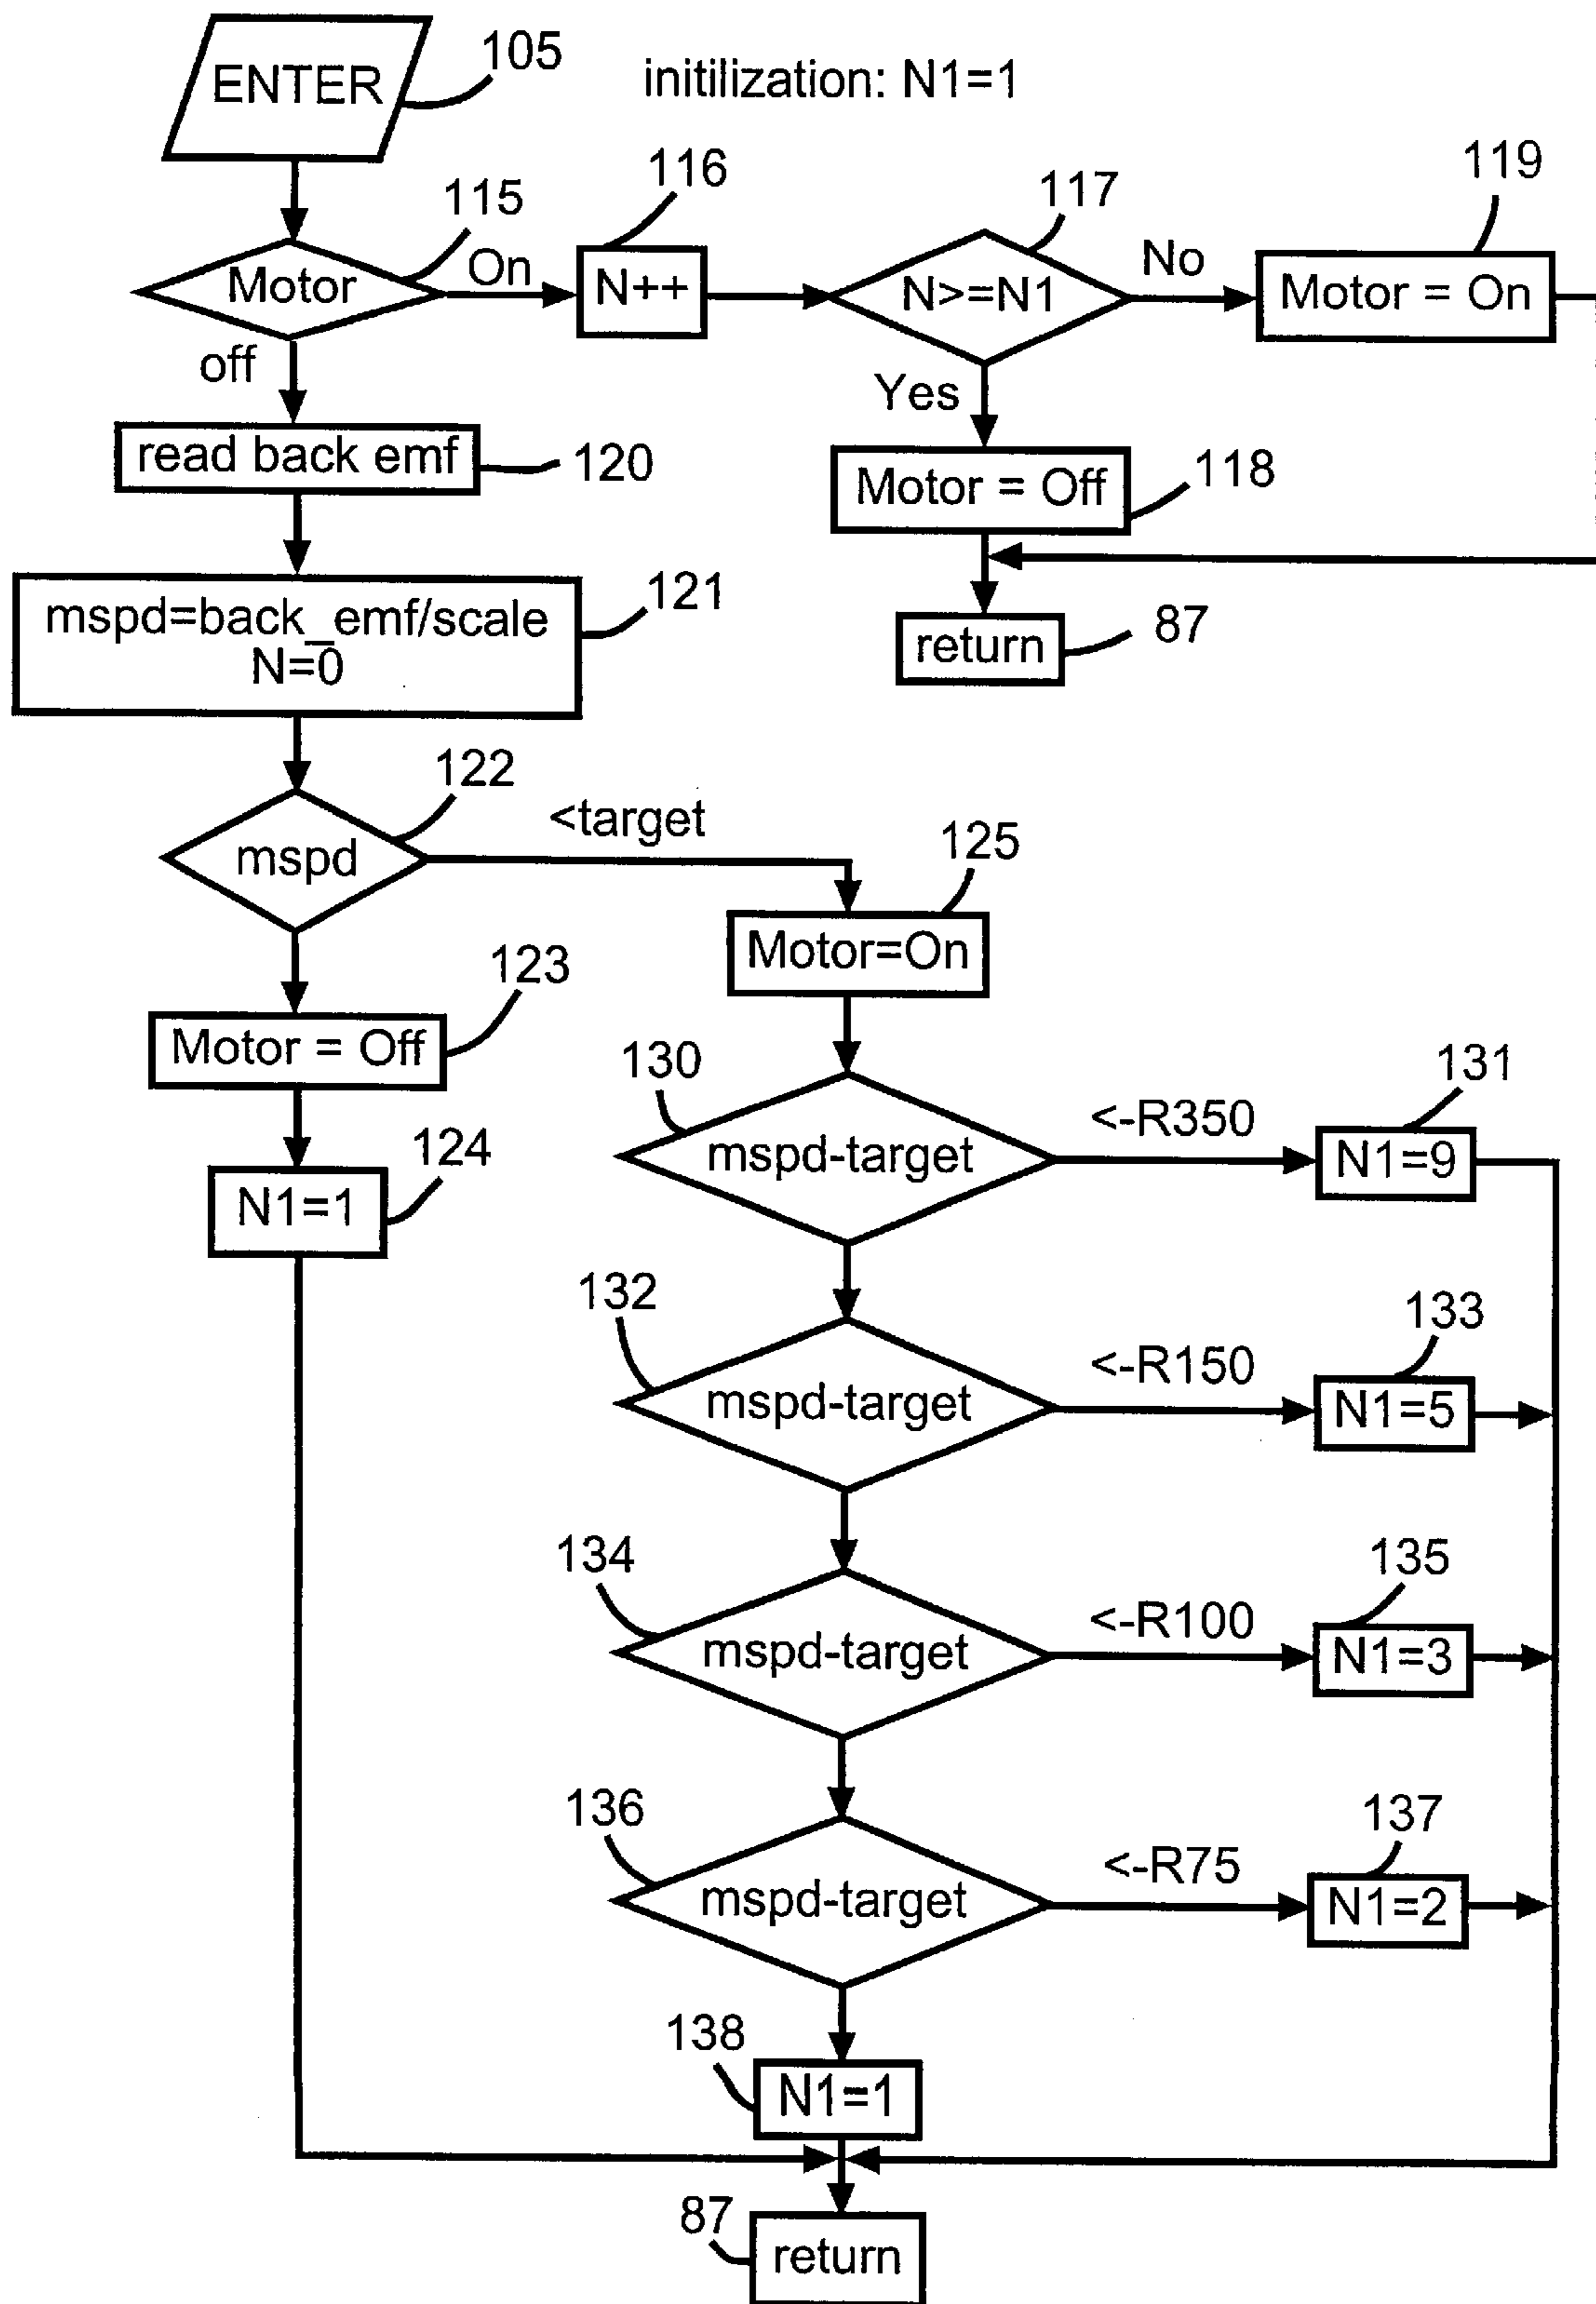 ENTER
105
initilization: N1=1
115
116
117
119
Motor
On
N++
N>=N1
No
Motor = On
off
Yes
read back emf
120
Motor = Off
118
mspd=back_emf/scale
N=0
121
return
87
122
mspd
<target
125
Motor=On
123
Motor = Off
130
mspd-target
<-R350
131
N1=9
124
N1=1
132
mspd-target
<-R150
133
N1=5
134
mspd-target
<-R100
135
N1=3
136
mspd-target
<-R75
137
N1=2
138
N1=1
87
return